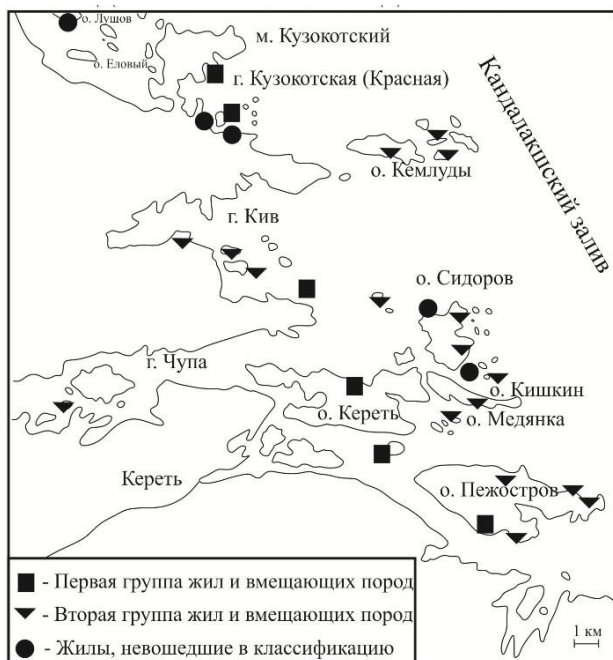 о. Лушов
м. Кузокотский
о. Еловый
г. Кузокотская (Красная)
Кандалакшский залив
о. Кемлуды
г. Кив
о. Сидоров
г. Чупа
о. Кишкин
о. Кереть
о. Медянка
Кереть
о. Пежостров
- Первая группа жил и вмещающих пород
- Вторая группа жил и вмещающих пород
- Жилы, невошедшие в классификацию
1 км